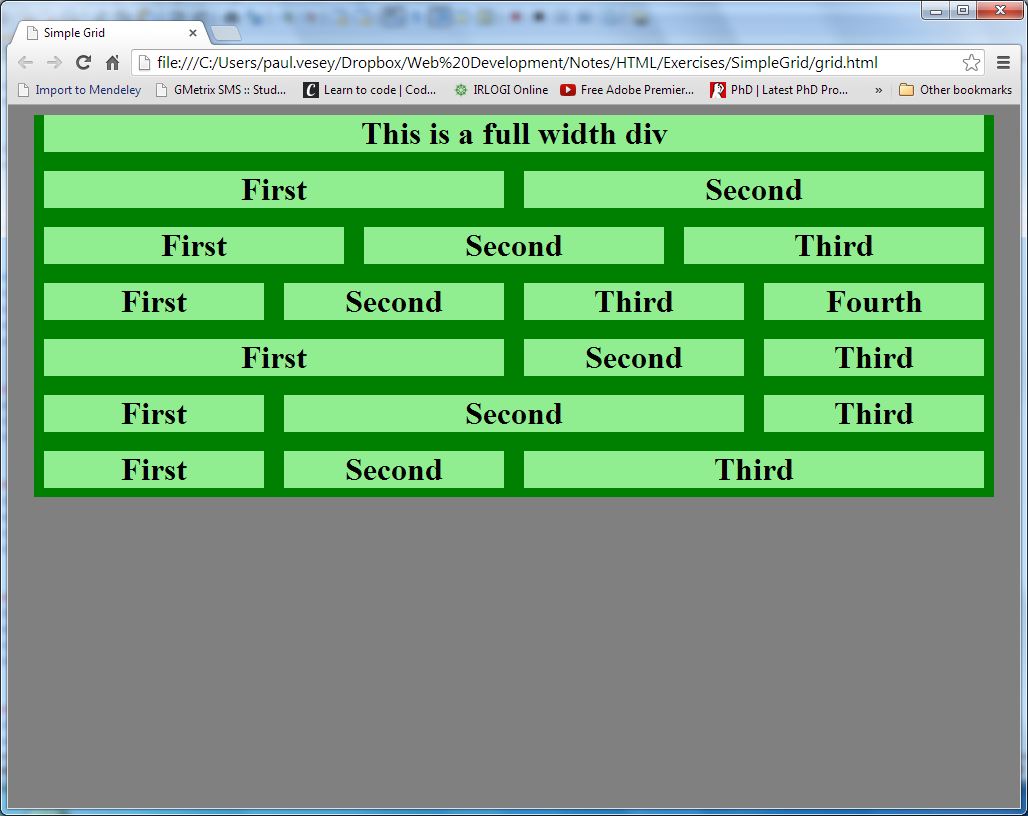 Simple Grid
file:///C:/Users/paul.vesey/Dropbox/Web%20Development/Notes/HTML/Exercises/SimpleGrid/grid.html
Import to Mendeley GMetrix SMS :: Stud... Learn to code | Cod... IRLOGI Online Free Adobe Premier... PhD | Latest PhD Pro... » Other bookmarks
This is a full width div
First Second
First Second Third
First Second Third Fourth
First Second Third
First Second Third
First Second Third